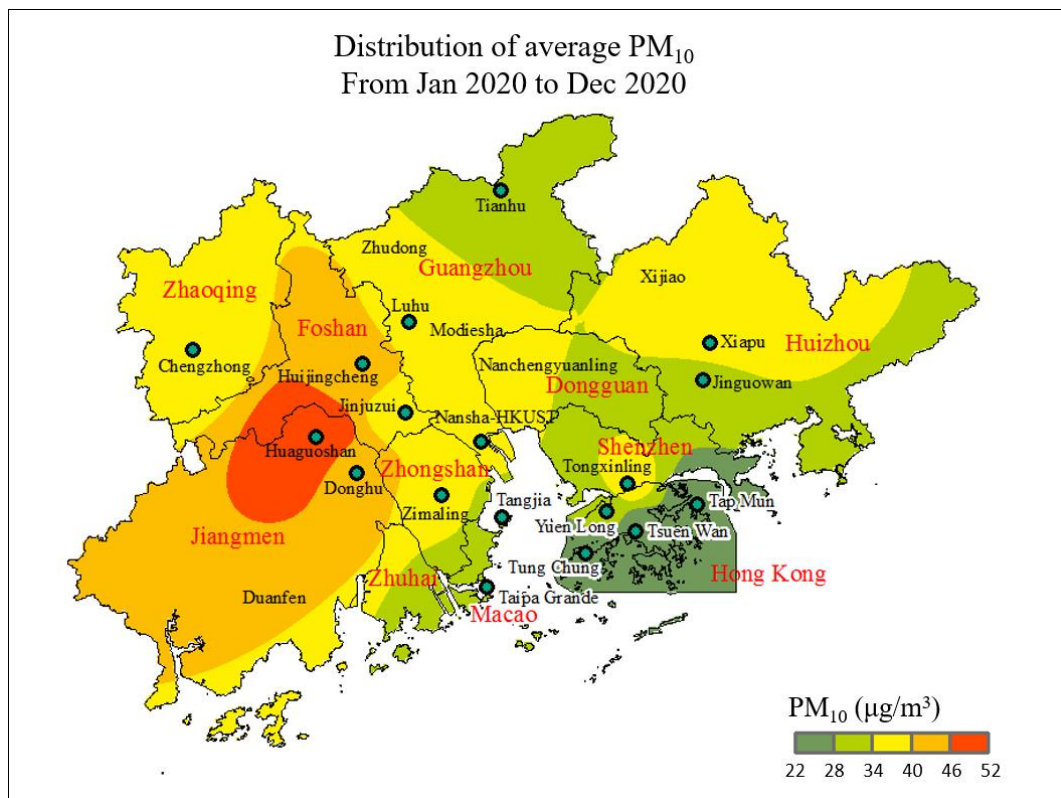 Distribution of average PM10
From Jan 2020 to Dec 2020
Tianhu
Zhudong
Guangzhou
Xijiao
Zhaoqing
Luhu
Foshan
Modiesha
Xiapu
Huizhou
Chengzhong
Nanchengyuanling
Huijingcheng
Dongguan
Jinguowan
Jinjuzui
Nansha-HKUST
Huaguoshan
Shenzhen
Zhongshan
Tongxinling
Donghu
Tangjia
Tap Mun
Zimaling
Yuen Long
Tsuen Wan
Jiangmen
Tung Chung
Hong Kong
Zhuhai
Duanfen
Taipa Grande
Macao
PM10 (μg/m³)
22 28 34 40 46 52